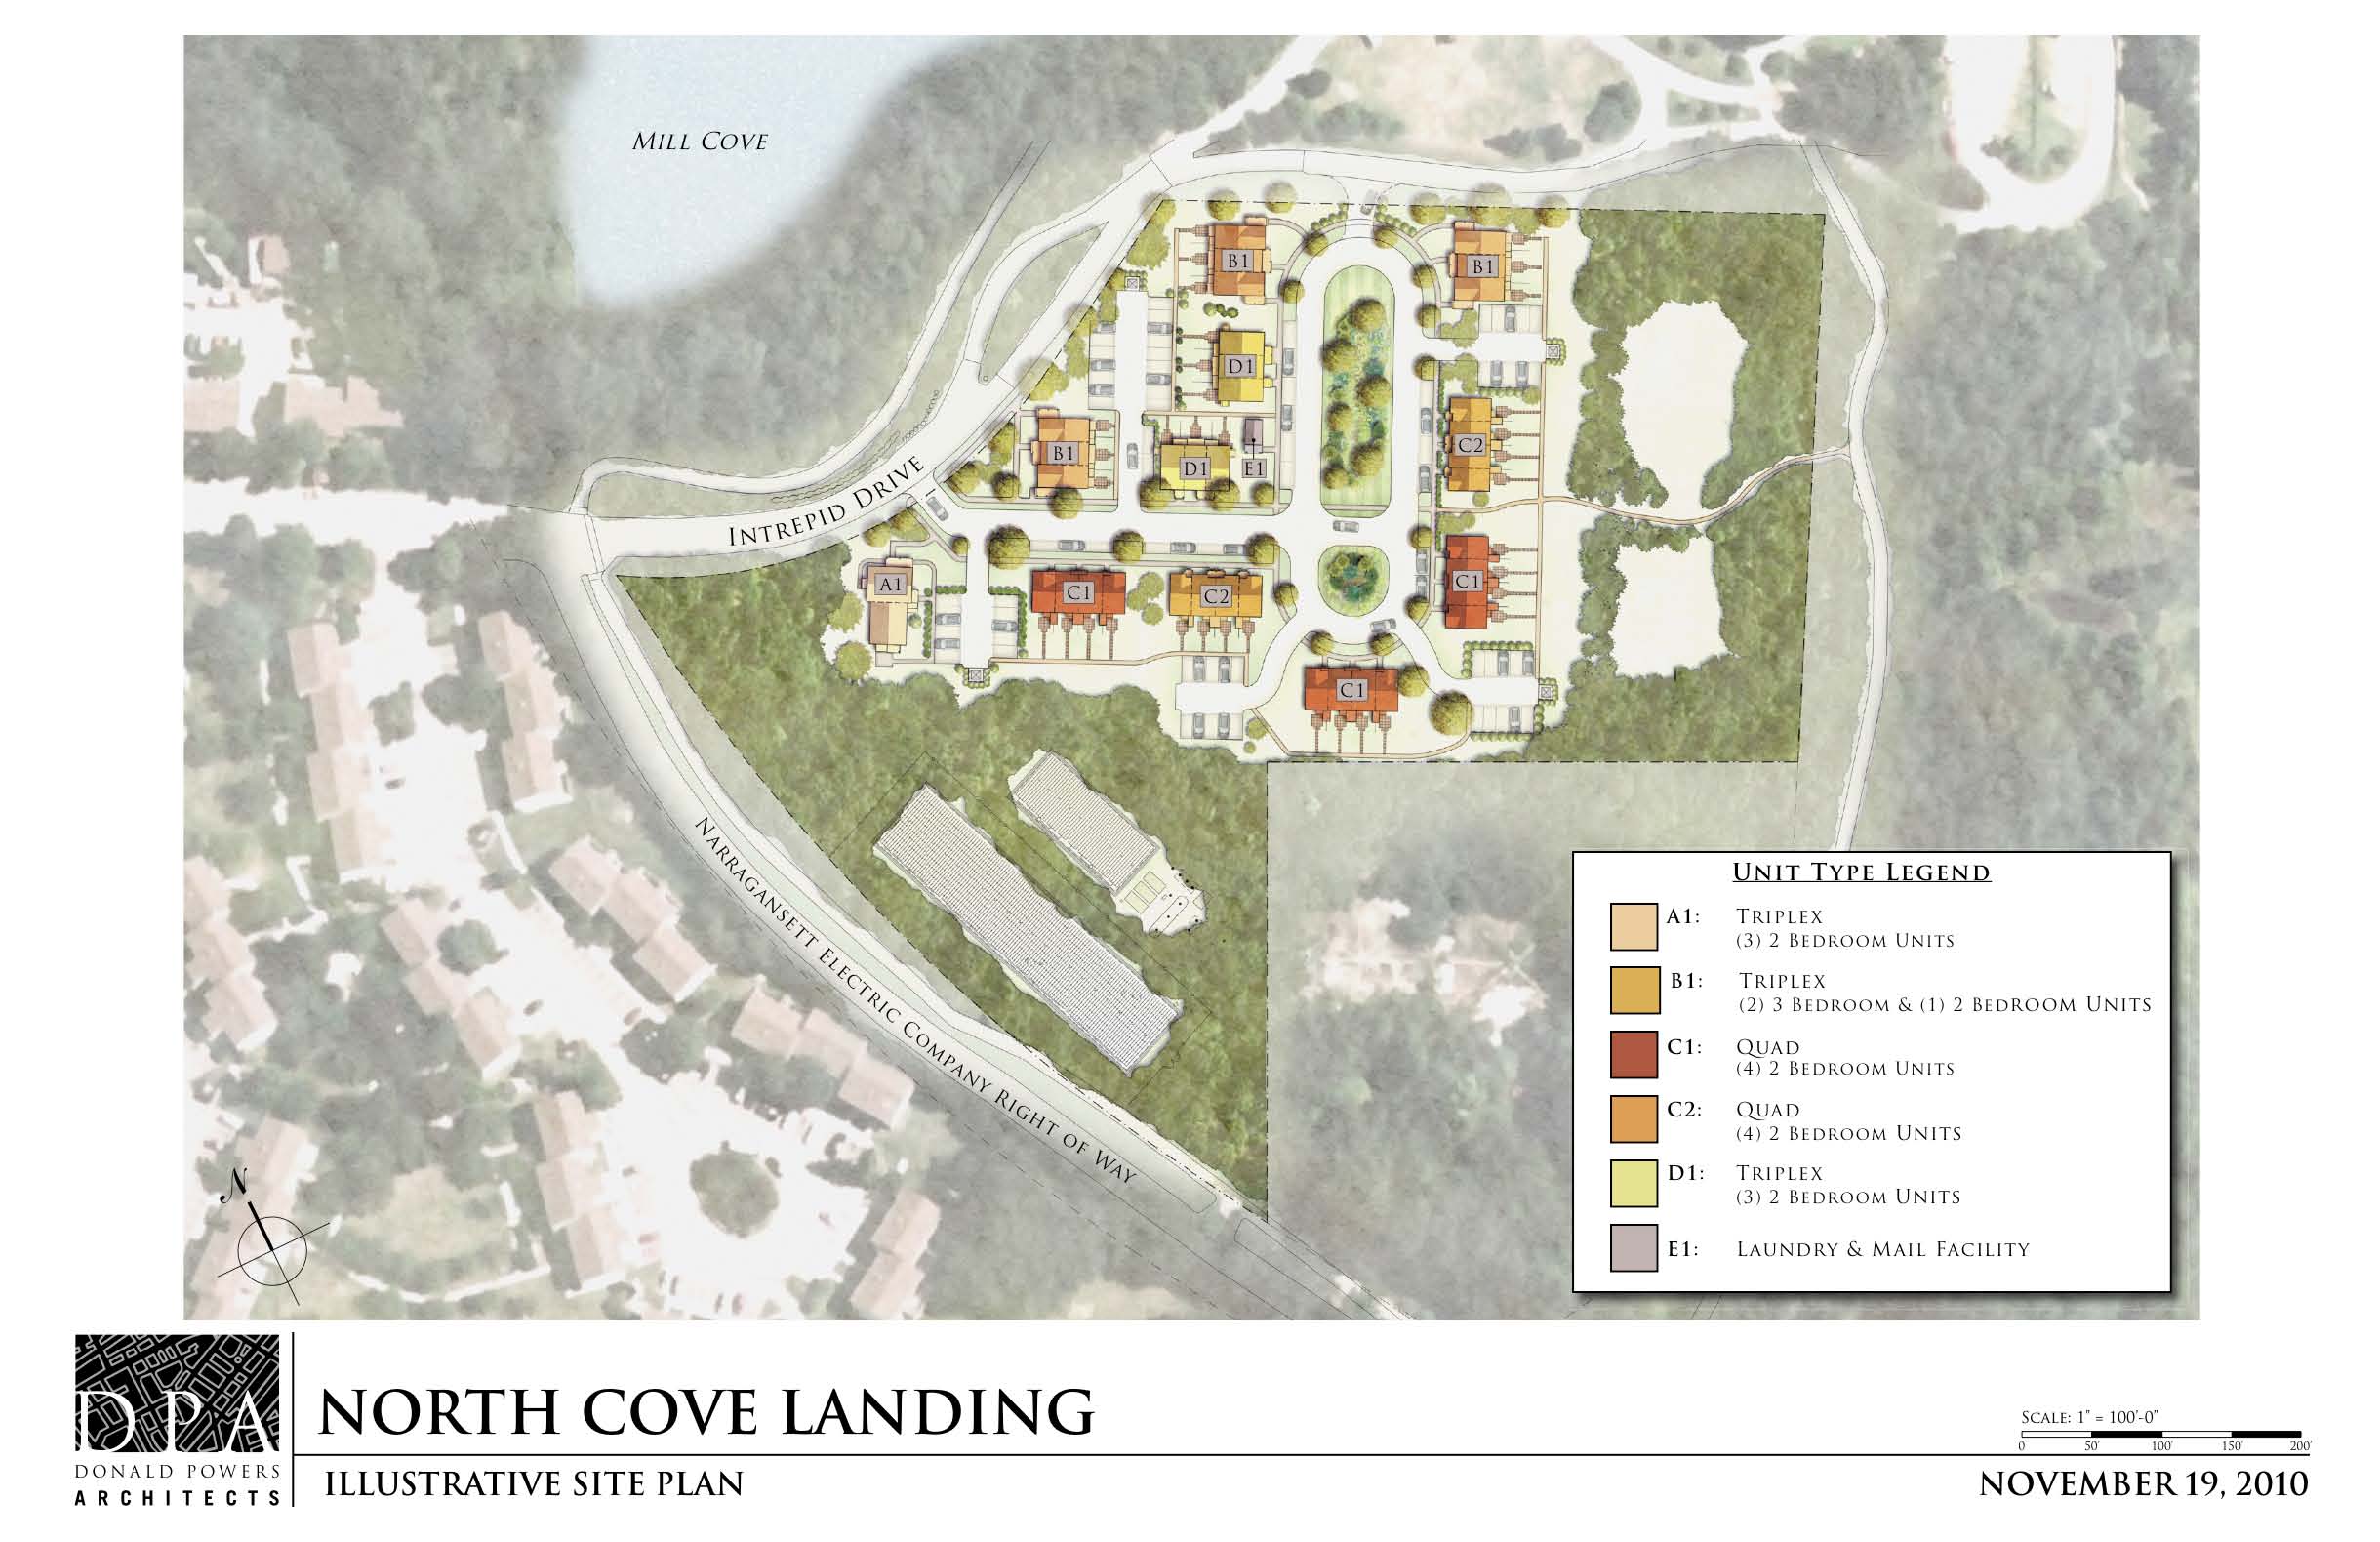 Mill Cove
B1
B1
D1
B1
D1
E1
C2
Intrepid Drive
A1
C1
C2
C1
C1
Narragansett Electric Company Right of Way
Unit Type Legend
A1: Triplex
(3) 2 Bedroom Units
B1: Triplex
(2) 3 Bedroom & (1) 2 Bedroom Units
C1: Quad
(4) 2 Bedroom Units
C2: Quad
(4) 2 Bedroom Units
D1: Triplex
(3) 2 Bedroom Units
E1: Laundry & Mail Facility
N
DPA
DONALD POWERS
ARCHITECTS
NORTH COVE LANDING
ILLUSTRATIVE SITE PLAN
Scale: 1" = 100'-0"
0 50' 100' 150' 200'
NOVEMBER 19, 2010